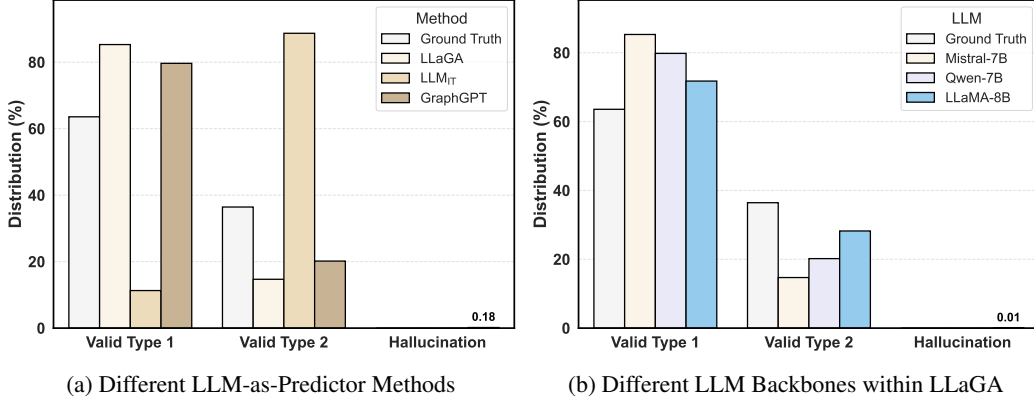 Distribution (%)
80
60
40
20
0
Method
Ground Truth
LLaGA
LLM_IT
GraphGPT
0.18
Valid Type 1
Valid Type 2
Hallucination
(a) Different LLM-as-Predictor Methods
Distribution (%)
80
60
40
20
0
LLM
Ground Truth
Mistral-7B
Qwen-7B
LLaMA-8B
0.01
Valid Type 1
Valid Type 2
Hallucination
(b) Different LLM Backbones within LLaGA